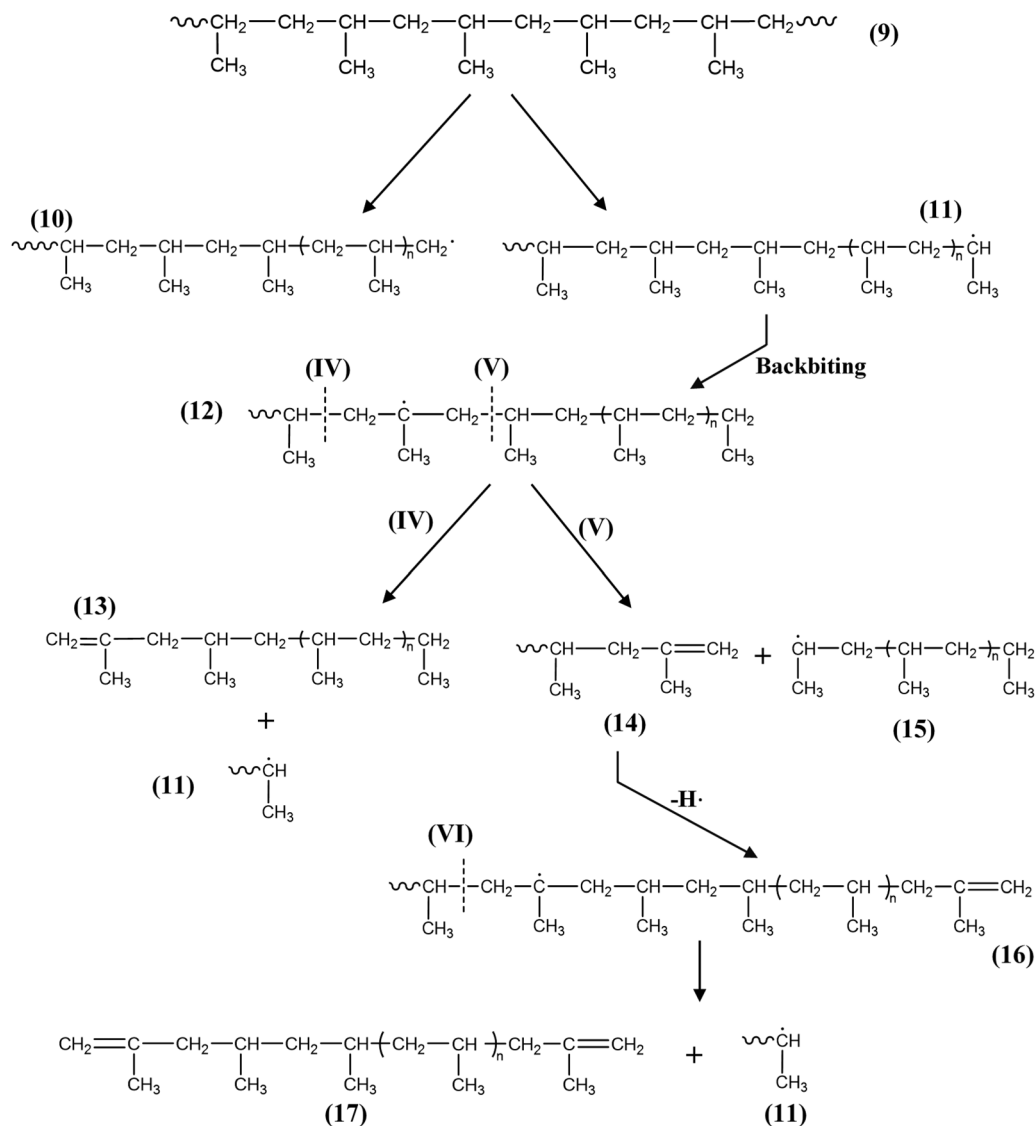 CH₂ CH₂ CH CH₂ CH CH₂ CH CH₂ CH CH₂ (9)
CH₃ CH₃ CH₃ CH₃ CH₃
(10) (11)
CH CH₂ CH CH₂ CH CH₂ CH n CH₂· CH CH₂ CH CH₂ CH CH₂ CH CH₂ n ĊH
CH₃ CH₃ CH₃ CH₃ CH₃ CH₃ CH₃ CH₃ CH₃
Backbiting
(IV) (V)
(12) CH CH₂ Ċ CH₂ CH CH₂ CH CH₂ n CH₂
CH₃ CH₃ CH₃ CH₃ CH₃
(IV) (V)
(13)
CH₂=C CH₂ CH CH₂ CH CH₂ n CH₂ CH CH₂ C=CH₂ + ĊH CH₂ CH CH₂ n CH₂
CH₃ CH₃ CH₃ CH₃ CH₃ CH₃ CH₃ CH₃ CH₃
+ (14) (15)
(11) ĊH
CH₃
-H·
(VI)
CH CH₂ Ċ CH₂ CH CH₂ CH CH₂ CH n CH₂ C=CH₂
CH₃ CH₃ CH₃ CH₃ CH₃ CH₃
(16)
CH₂=C CH₂ CH CH₂ CH CH₂ CH n CH₂ C=CH₂ + ĊH
CH₃ CH₃ CH₃ CH₃ CH₃ CH₃
(17) (11)